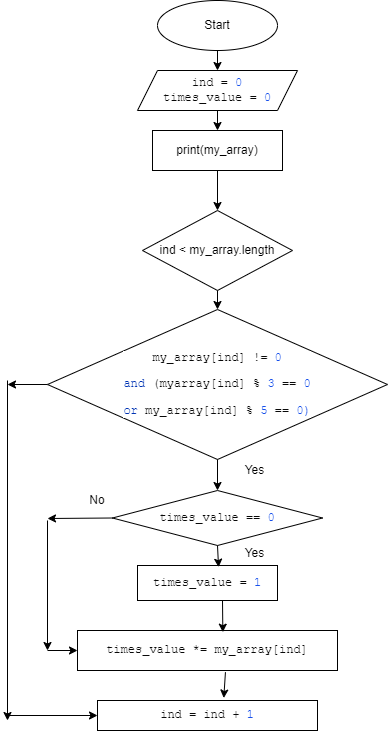 Start
ind = 0
times_value = 0
print(my_array)
ind < my_array.length
my_array[ind] != 0
and (myarray[ind] % 3 == 0
or my_array[ind] % 5 == 0)
Yes
No
times_value == 0
Yes
times_value = 1
times_value *= my_array[ind]
ind = ind + 1